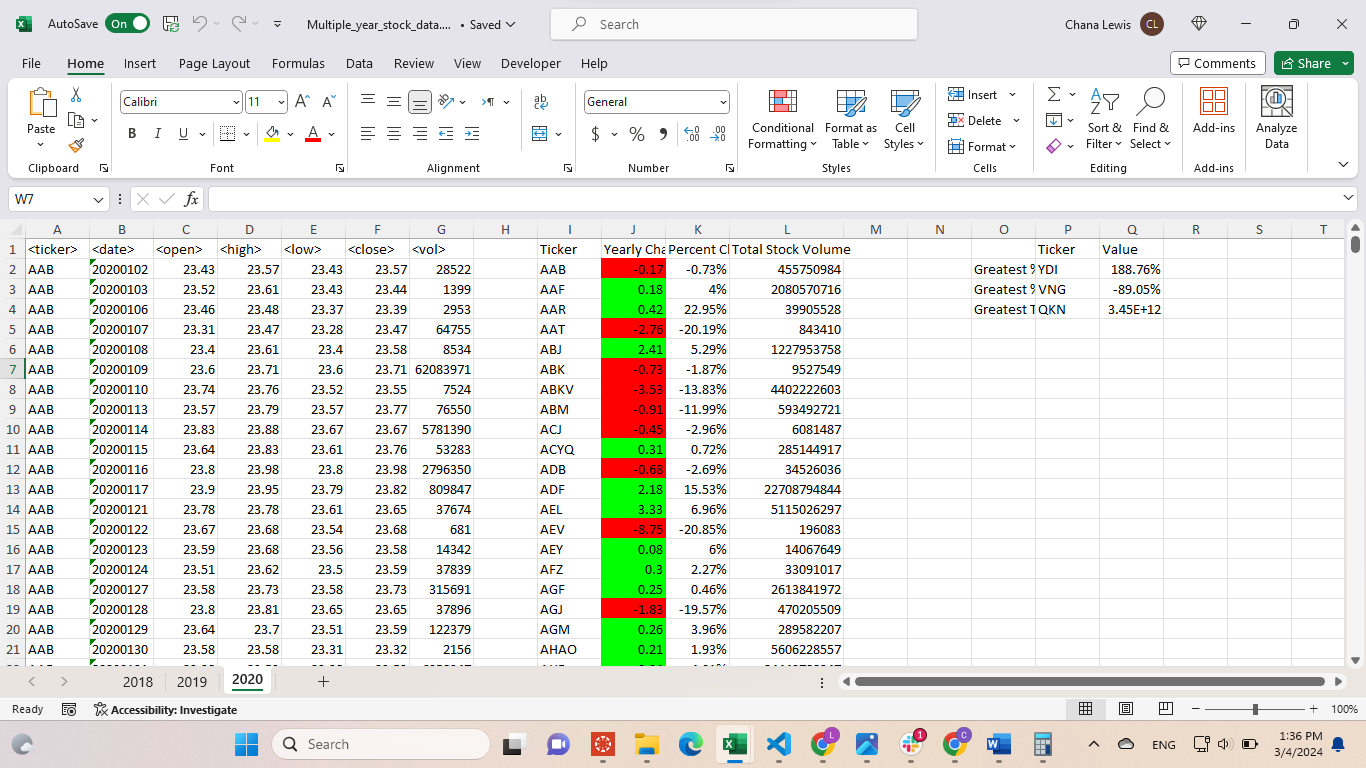 AutoSave On Multiple_year_stock_data.... • Saved Search Chana Lewis CL
File Home Insert Page Layout Formulas Data Review View Developer Help Comments Share
Paste Calibri 11 General Conditional Formatting Format as Table Cell Styles Insert Delete Format Sort & Filter Find & Select Add-ins Analyze Data
Clipboard Font Alignment Number Styles Cells Editing Add-ins
W7 fx
A B C D E F G H I J K L M N O P Q R S T
1 <ticker> <date> <open> <high> <low> <close> <vol> Ticker Yearly Cha Percent Cl Total Stock Volume Ticker Value
2 AAB 20200102 23.43 23.57 23.43 23.57 28522 AAB -0.17 -0.73% 455750984 Greatest % YDI 188.76%
3 AAB 20200103 23.52 23.61 23.43 23.44 1399 AAF 0.18 4% 2080570716 Greatest % VNG -89.05%
4 AAB 20200106 23.46 23.48 23.37 23.39 2953 AAR 0.42 22.95% 39905528 Greatest T QKN 3.45E+12
5 AAB 20200107 23.31 23.47 23.28 23.47 64755 AAT -2.76 -20.19% 843410
6 AAB 20200108 23.4 23.61 23.4 23.58 8534 ABJ 2.41 5.29% 1227953758
7 AAB 20200109 23.6 23.71 23.6 23.71 62083971 ABK -0.73 -1.87% 9527549
8 AAB 20200110 23.74 23.76 23.52 23.55 7524 ABKV -3.53 -13.83% 4402222603
9 AAB 20200113 23.57 23.79 23.57 23.77 76550 ABM -0.91 -11.99% 593492721
10 AAB 20200114 23.83 23.88 23.67 23.67 5781390 ACJ -0.45 -2.96% 6081487
11 AAB 20200115 23.64 23.83 23.61 23.76 53283 ACYQ 0.31 0.72% 285144917
12 AAB 20200116 23.8 23.98 23.8 23.98 2796350 ADB -0.68 -2.69% 34526036
13 AAB 20200117 23.9 23.95 23.79 23.82 809847 ADF 2.18 15.53% 22708794844
14 AAB 20200121 23.78 23.78 23.61 23.65 37674 AEL 3.33 6.96% 5115026297
15 AAB 20200122 23.67 23.68 23.54 23.68 681 AEV -8.75 -20.85% 196083
16 AAB 20200123 23.59 23.68 23.56 23.58 14342 AEY 0.08 6% 14067649
17 AAB 20200124 23.51 23.62 23.5 23.59 37839 AFZ 0.3 2.27% 33091017
18 AAB 20200127 23.58 23.73 23.58 23.73 315691 AGF 0.25 0.46% 2613841972
19 AAB 20200128 23.8 23.81 23.65 23.65 37896 AGJ -1.83 -19.57% 470205509
20 AAB 20200129 23.64 23.7 23.51 23.59 122379 AGM 0.26 3.96% 289582207
21 AAB 20200130 23.58 23.58 23.31 23.32 2156 AHAO 0.21 1.93% 5606228557
2018 2019 2020
Ready Accessibility: Investigate 100%
Search L 1 C ENG 1:36 PM
3/4/2024